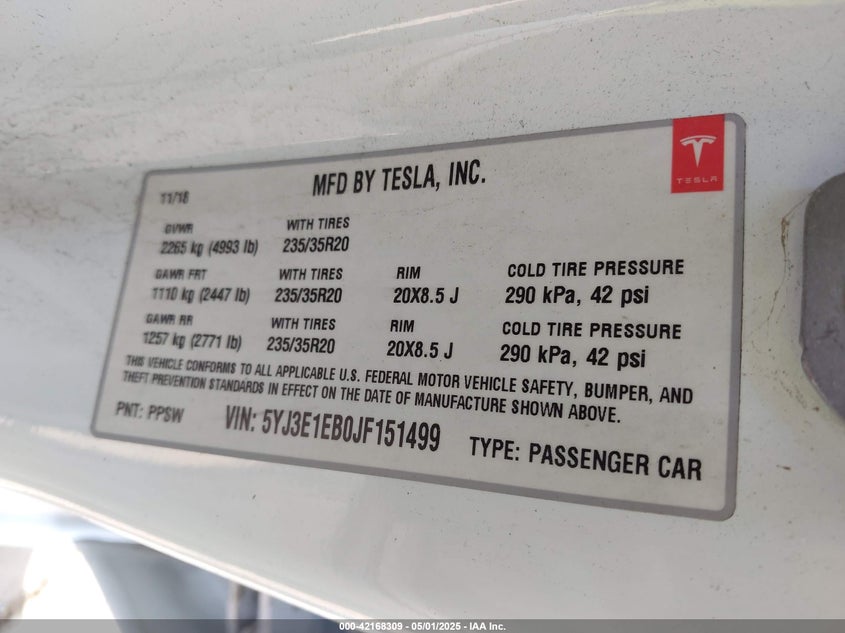 TESLA
MFD BY TESLA, INC.
11/18
GVWR WITH TIRES
2265 kg (4993 lb) 235/35R20
GAWR FRT WITH TIRES RIM COLD TIRE PRESSURE
1110 kg (2447 lb) 235/35R20 20X8.5 J 290 kPa, 42 psi
GAWR RR WITH TIRES RIM COLD TIRE PRESSURE
1257 kg (2771 lb) 235/35R20 20X8.5 J 290 kPa, 42 psi
THIS VEHICLE CONFORMS TO ALL APPLICABLE U.S. FEDERAL MOTOR VEHICLE SAFETY, BUMPER, AND
THEFT PREVENTION STANDARDS IN EFFECT ON THE DATE OF MANUFACTURE SHOWN ABOVE.
PNT: PPSW VIN: 5YJ3E1EB0JF151499 TYPE: PASSENGER CAR
000-42168309 - 05/01/2025 - IAA Inc.